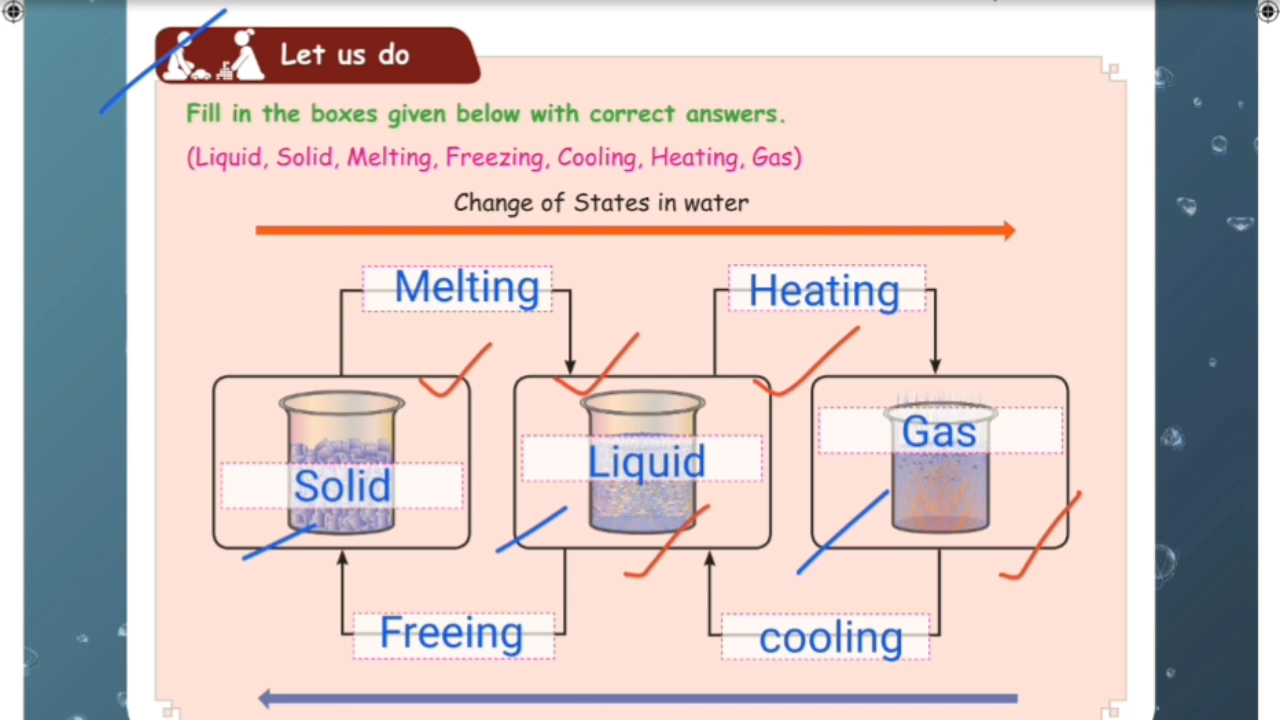 Let us do
Fill in the boxes given below with correct answers.
(Liquid, Solid, Melting, Freezing, Cooling, Heating, Gas)
Change of States in water
Melting
Heating
Solid
Liquid
Gas
Freeing
cooling